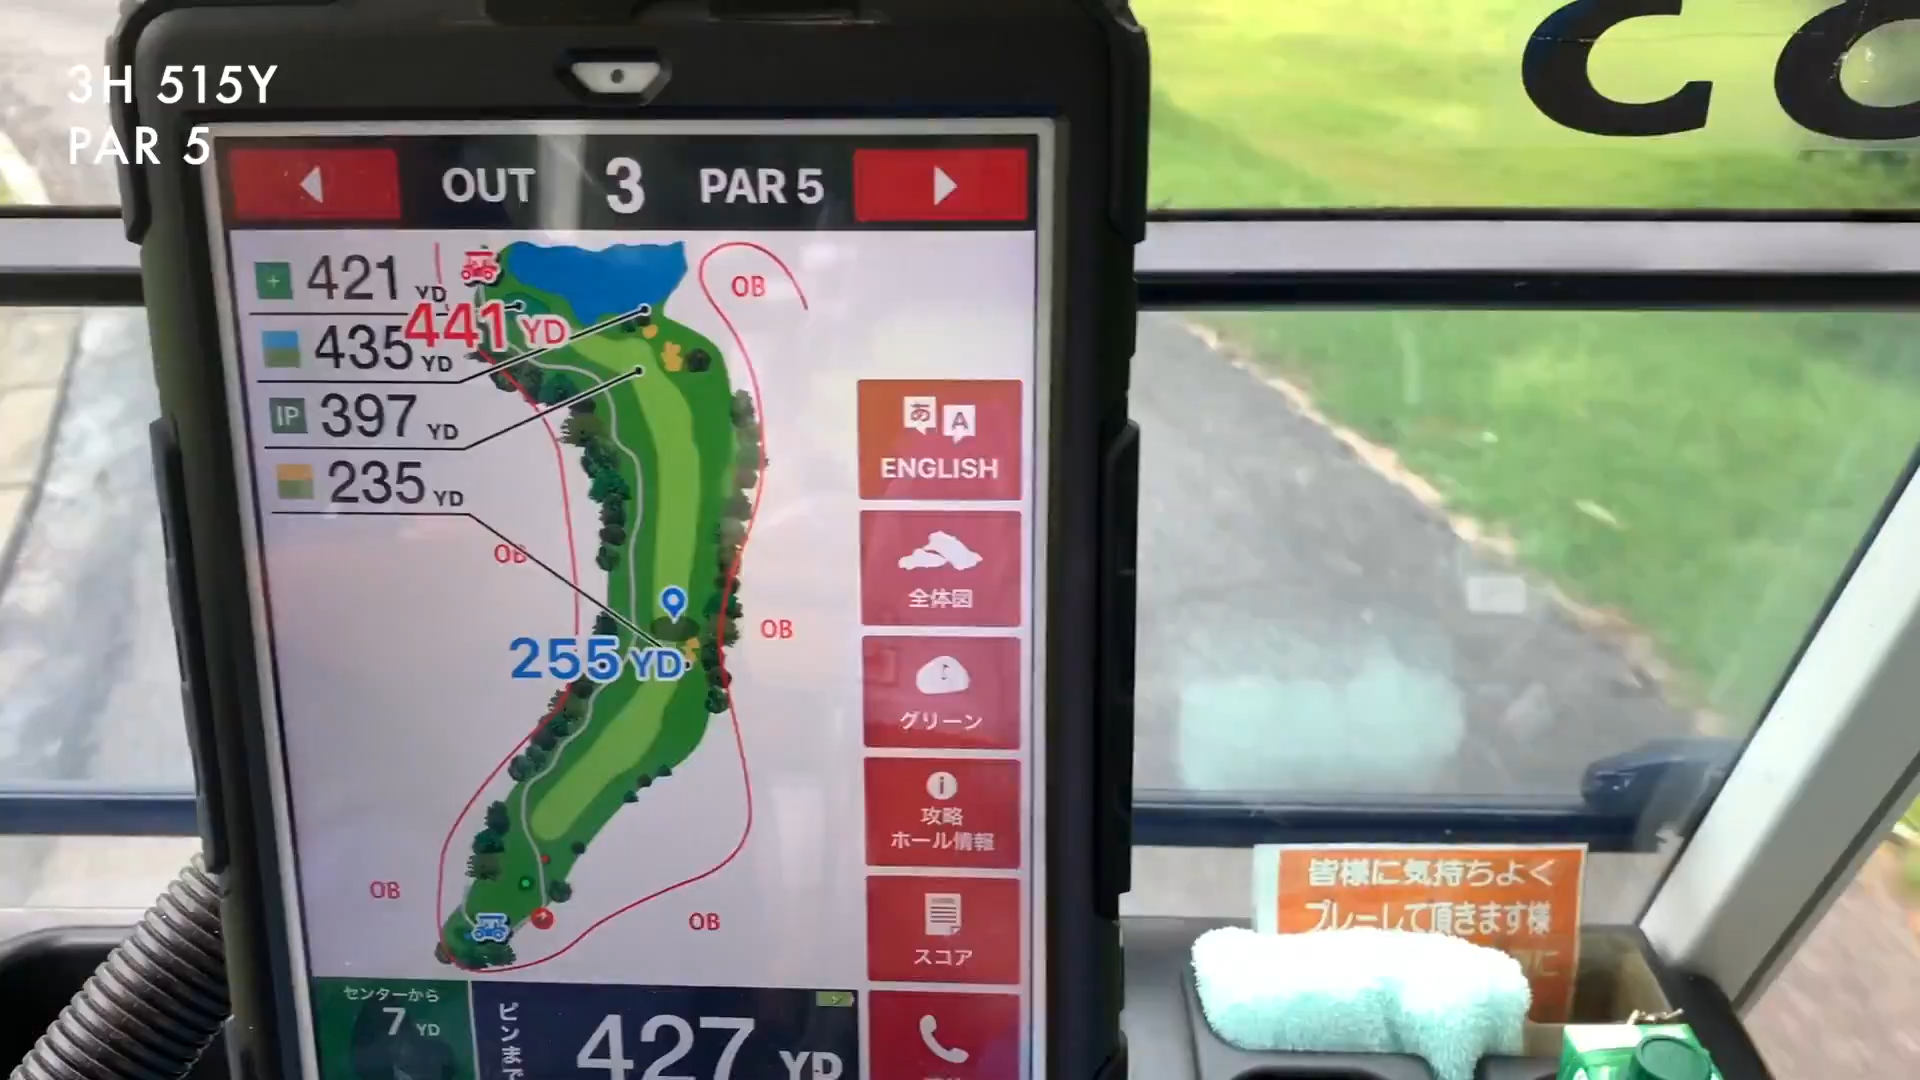 3H 515Y
PAR 5
CO
OUT 3 PAR 5
421 YD
441 YD
435 YD
IP 397 YD
235 YD
OB
OB
OB
255 YD
OB
OB
あ A
ENGLISH
全体図
グリーン
攻略
ホール情報
スコア
センターから
7 YD
ピンまで
427 YD
皆様に気持ちよく
プレーして頂きます様
に